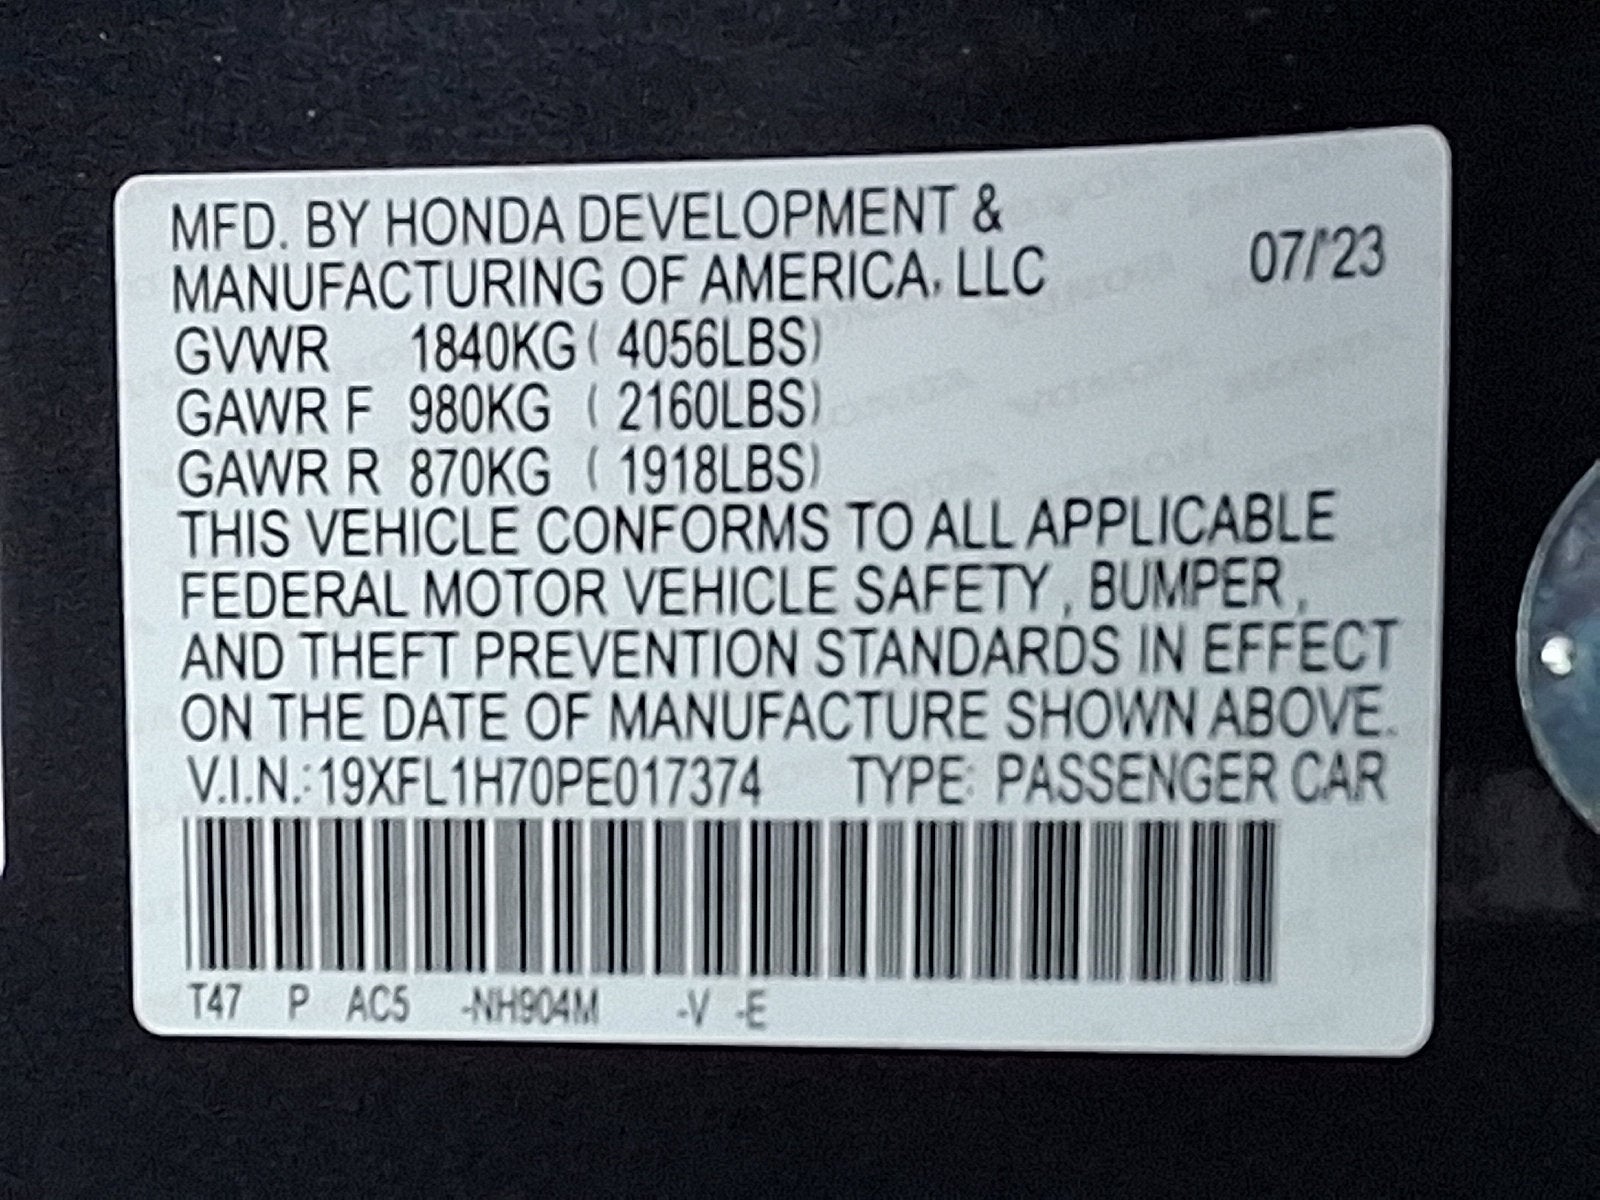 MFD. BY HONDA DEVELOPMENT &
MANUFACTURING OF AMERICA, LLC 07/'23
GVWR 1840KG ( 4056LBS)
GAWR F 980KG ( 2160LBS)
GAWR R 870KG ( 1918LBS)
THIS VEHICLE CONFORMS TO ALL APPLICABLE
FEDERAL MOTOR VEHICLE SAFETY , BUMPER ,
AND THEFT PREVENTION STANDARDS IN EFFECT
ON THE DATE OF MANUFACTURE SHOWN ABOVE.
V.I.N.: 19XFL1H70PE017374 TYPE: PASSENGER CAR
T47 P AC5 -NH904M -V -E